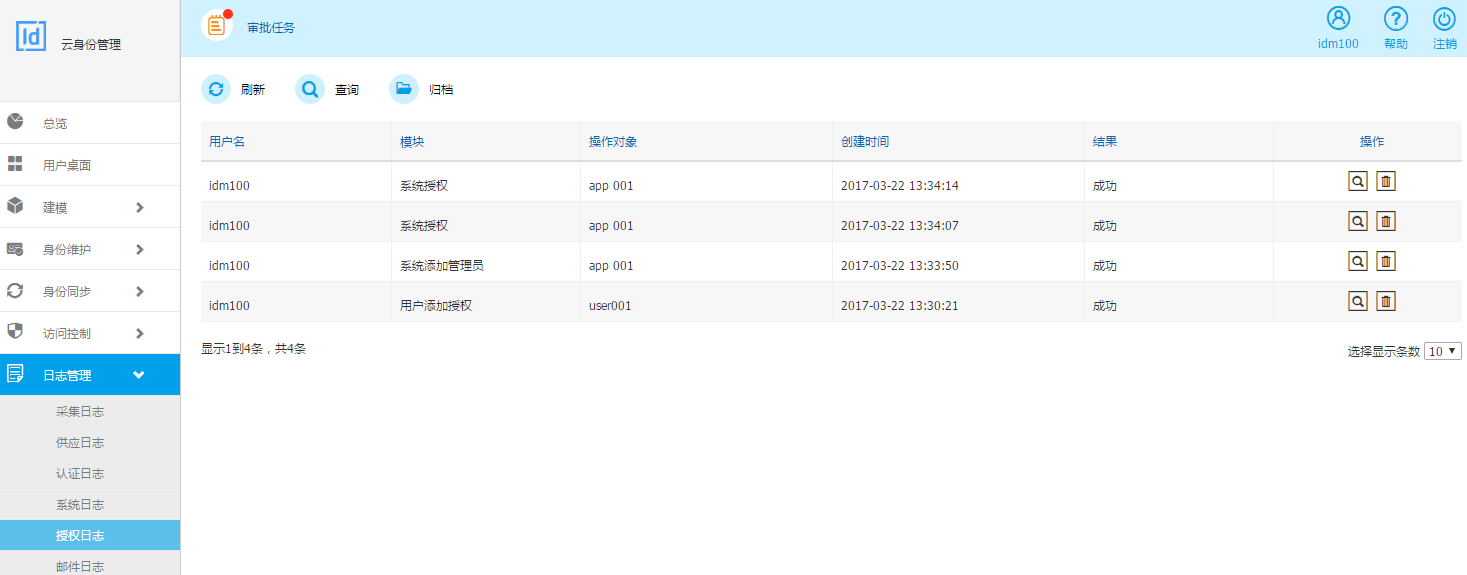 id
云身份管理
审批任务
idm100
?
帮助
注销
刷新
查询
归档
总览
用户桌面
建模
身份维护
身份同步
访问控制
日志管理
采集日志
供应日志
认证日志
系统日志
授权日志
邮件日志
用户名 模块 操作对象 创建时间 结果 操作
idm100 系统授权 app 001 2017-03-22 13:34:14 成功
idm100 系统授权 app 001 2017-03-22 13:34:07 成功
idm100 系统添加管理员 app 001 2017-03-22 13:33:50 成功
idm100 用户添加授权 user001 2017-03-22 13:30:21 成功
显示1到4条，共4条
选择显示条数 10